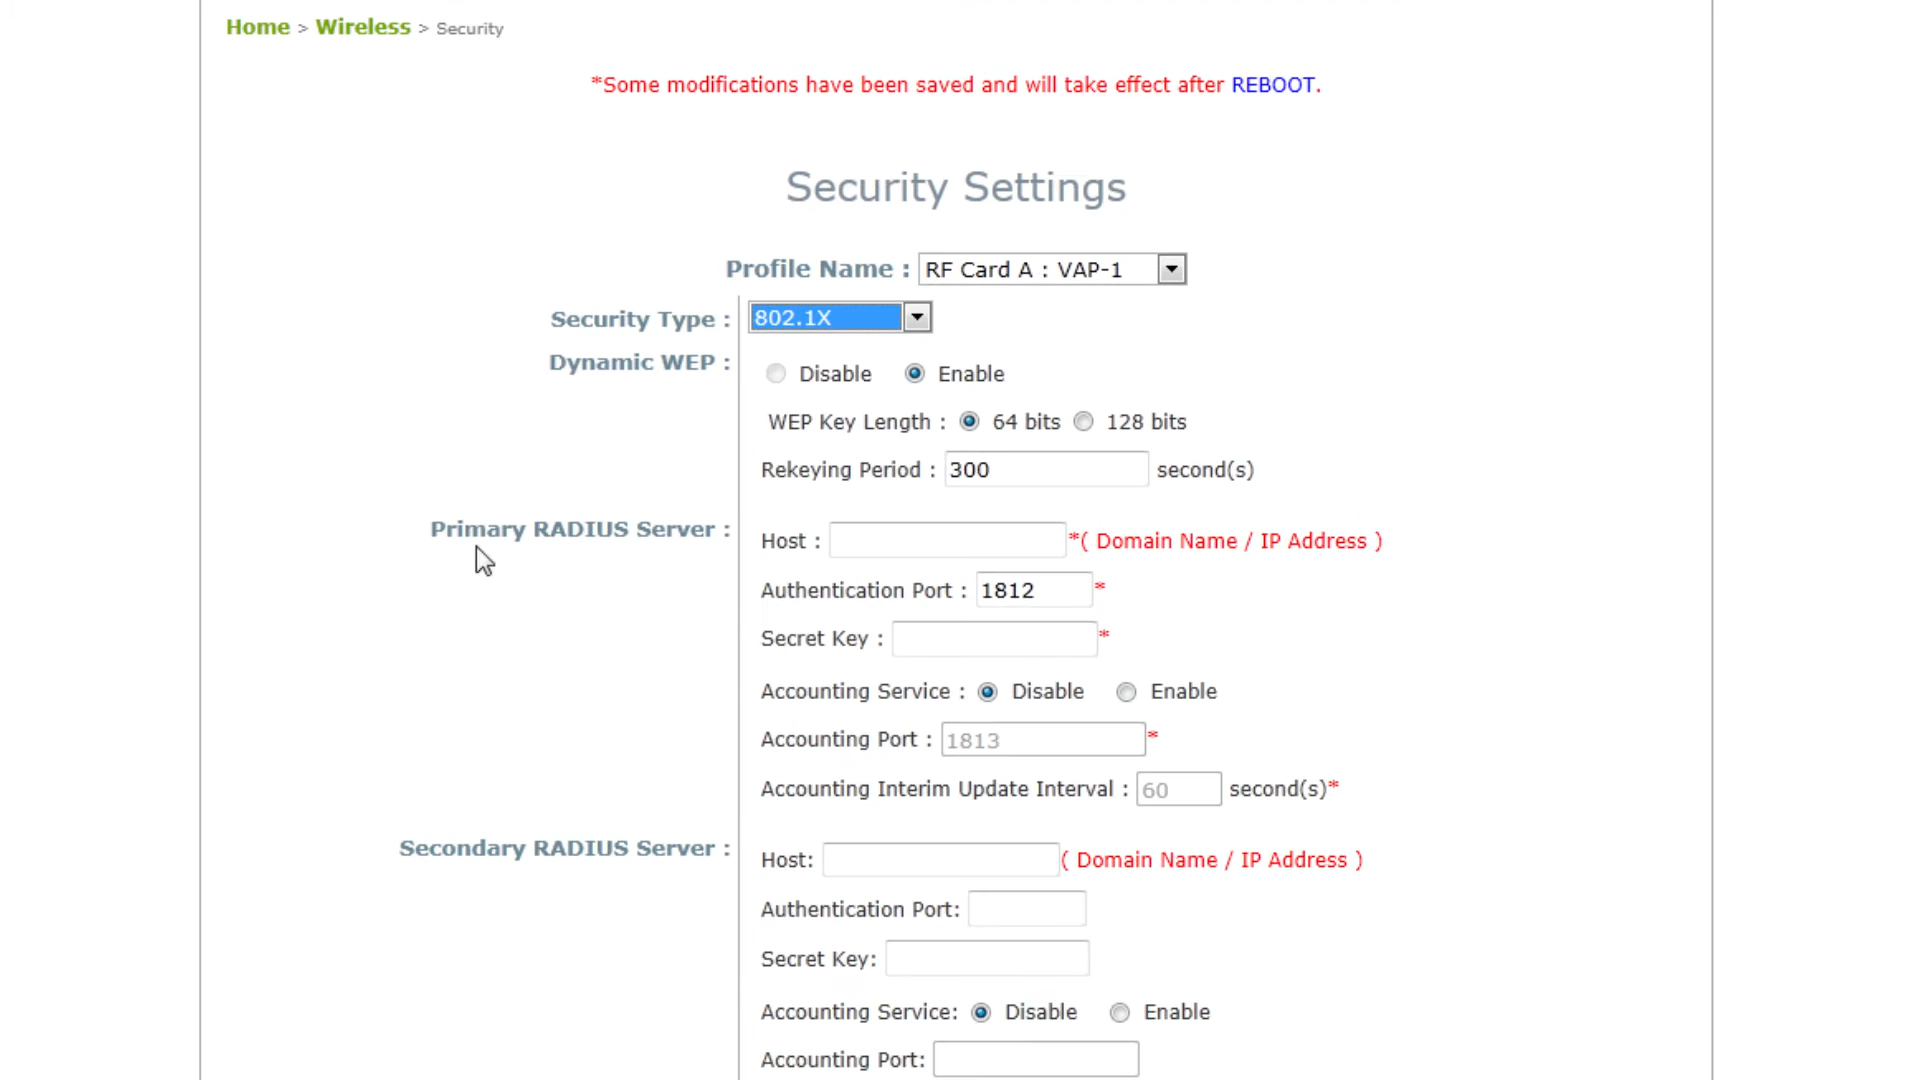 Home > Wireless > Security
*Some modifications have been saved and will take effect after REBOOT.
Security Settings
Profile Name : RF Card A : VAP-1
Security Type : 802.1X
Dynamic WEP : Disable Enable
WEP Key Length : 64 bits 128 bits
Rekeying Period : 300 second(s)
Primary RADIUS Server :
Host : *( Domain Name / IP Address )
Authentication Port : 1812 *
Secret Key : *
Accounting Service : Disable Enable
Accounting Port : 1813 *
Accounting Interim Update Interval : 60 second(s)*
Secondary RADIUS Server :
Host: ( Domain Name / IP Address )
Authentication Port:
Secret Key:
Accounting Service: Disable Enable
Accounting Port: